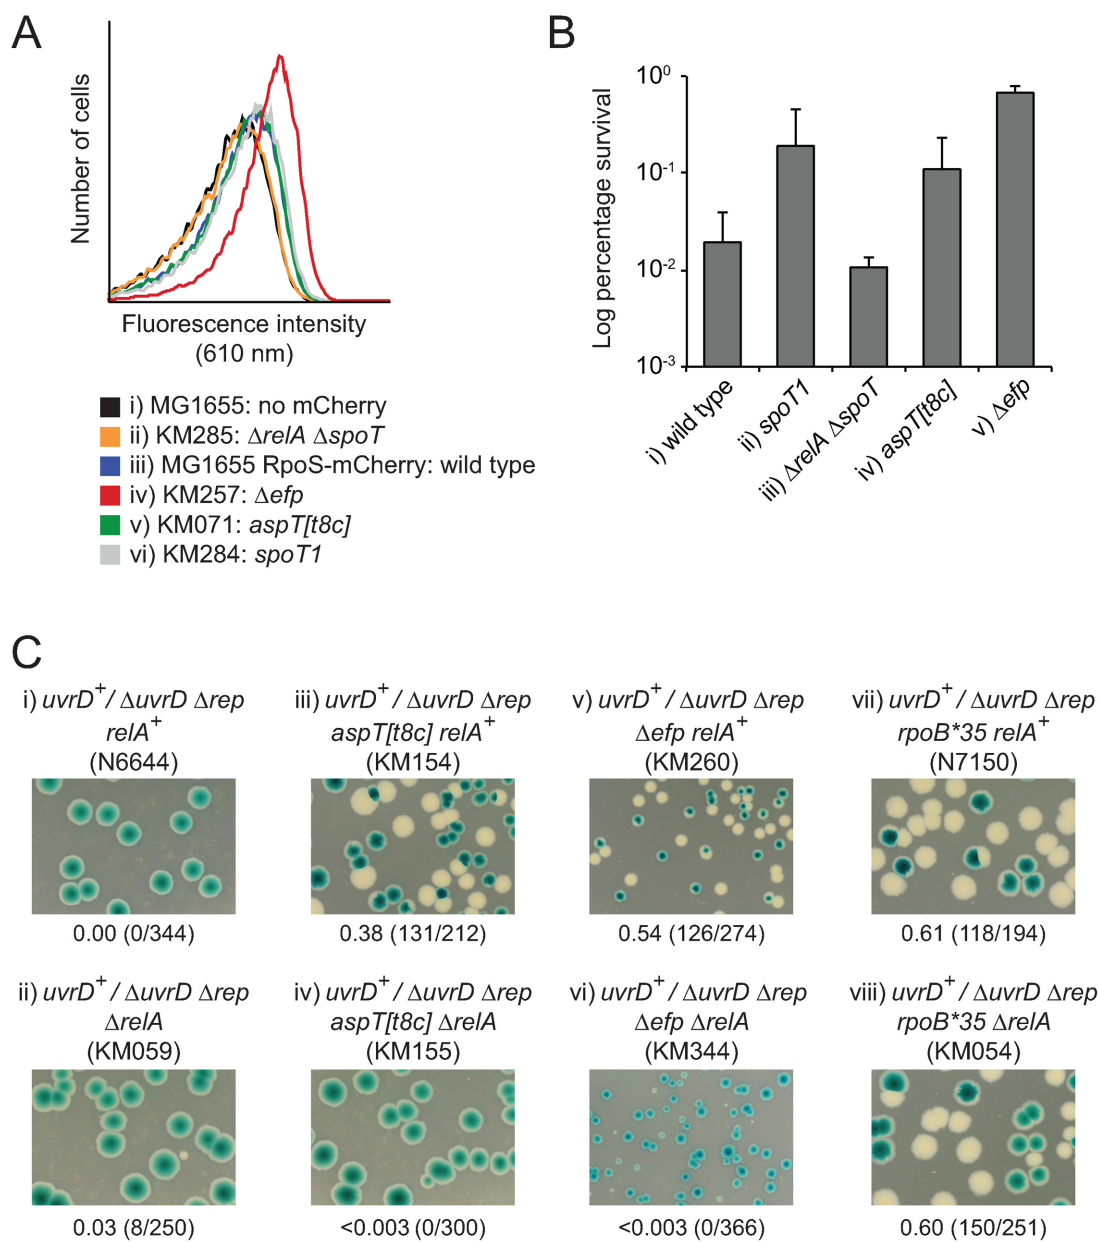 A
Number of cells
Fluorescence intensity
(610 nm)
i) MG1655: no mCherry
ii) KM285: ΔrelA ΔspoT
iii) MG1655 RpoS-mCherry: wild type
iv) KM257: Δefp
v) KM071: aspT[t8c]
vi) KM284: spoT1
B
Log percentage survival
10⁰
10⁻¹
10⁻²
10⁻³
i) wild type
ii) spoT1
iii) ΔrelA ΔspoT
iv) aspT[t8c]
v) Δefp
C
i) uvrD⁺/ ΔuvrD Δrep
relA⁺
(N6644)
0.00 (0/344)
iii) uvrD⁺/ ΔuvrD Δrep
aspT[t8c] relA⁺
(KM154)
0.38 (131/212)
v) uvrD⁺/ ΔuvrD Δrep
Δefp relA⁺
(KM260)
0.54 (126/274)
vii) uvrD⁺/ ΔuvrD Δrep
rpoB*35 relA⁺
(N7150)
0.61 (118/194)
ii) uvrD⁺/ ΔuvrD Δrep
ΔrelA
(KM059)
0.03 (8/250)
iv) uvrD⁺/ ΔuvrD Δrep
aspT[t8c] ΔrelA
(KM155)
<0.003 (0/300)
vi) uvrD⁺/ ΔuvrD Δrep
Δefp ΔrelA
(KM344)
<0.003 (0/366)
viii) uvrD⁺/ ΔuvrD Δrep
rpoB*35 ΔrelA
(KM054)
0.60 (150/251)